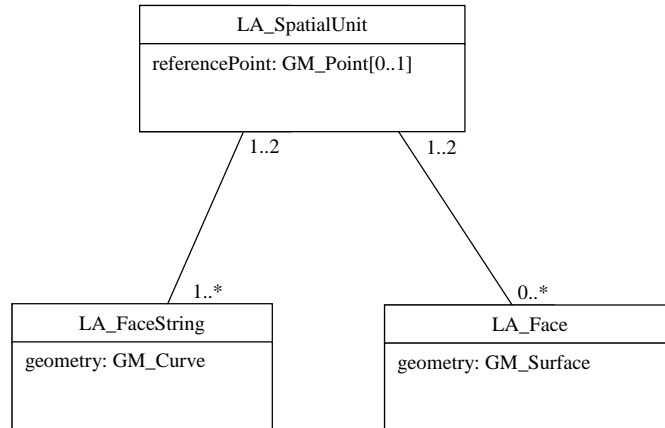 LA_SpatialUnit
referencePoint: GM_Point[0..1]
1..2
1..2
1..*
0..*
LA_FaceString
LA_Face
geometry: GM_Curve
geometry: GM_Surface